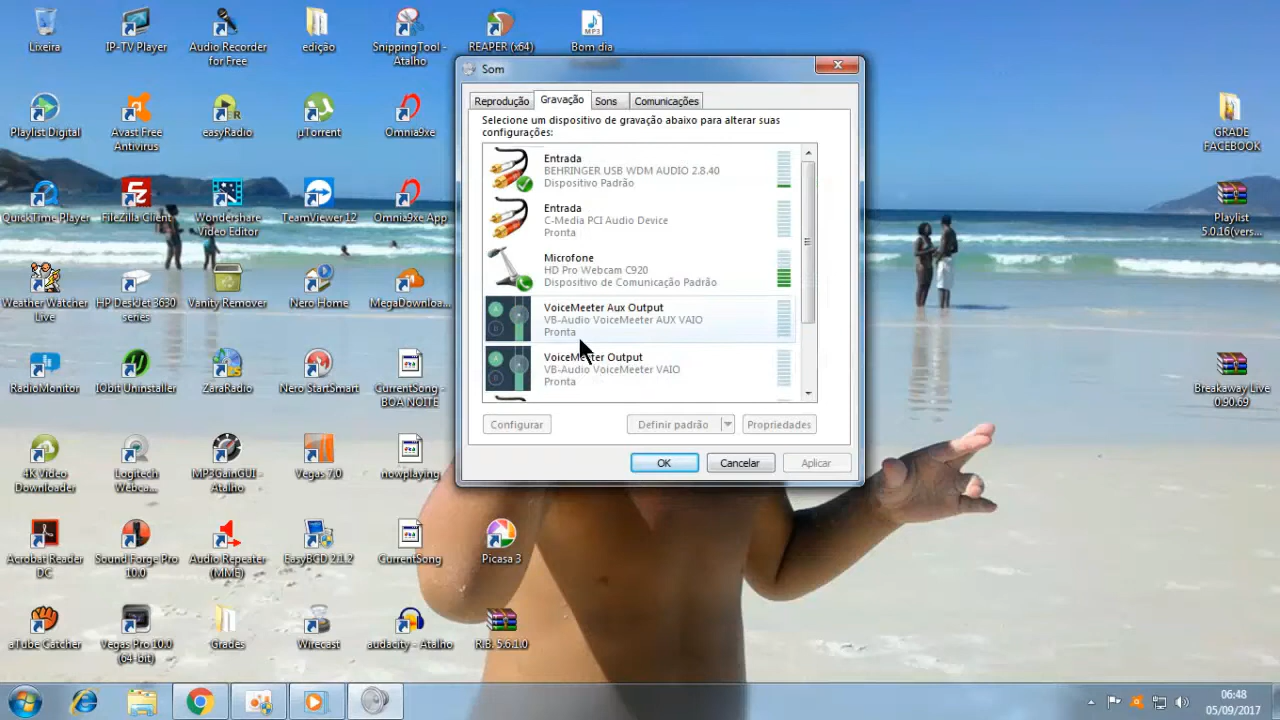 Lixeira
IP-TV Player
Audio Recorder
for Free
edição
SnippingTool -
Atalho
REAPER (x64)
MP3
Bom dia
Playlist Digital
Avast Free
Antivirus
easyRadio
µTorrent
Omnia9xe
QuickTime Player
FileZilla Client
Wondershare
Video Editor
TeamViewer 12
Omnia9xe App
Weather Watcher
Live
HP DeskJet 3630
series
Vanity Remover
Nero Home
MegaDownloa...
RadioMonitor
IObit Uninstaller
ZaraRadio
Nero StartSmart
CurrentSong
BOA NOITE
4K Video
Downloader
Logitech
Webca...
MP3GainGUI -
Atalho
Vegas 7.0
nowplaying
Acrobat Reader
DC
Sound Forge Pro
10.0
Audio Repeater
(MME)
EasyBCD 2.1.2
CurrentSong
Picasa 3
aTube Catcher
Vegas Pro 10.0
(64-bit)
Grades
Wirecast
audacity - Atalho
R.B. 5.6.1.0
GRADE
FACEBOOK
Playlist
5.0.16(vers...
Breakaway Live
0.90.69
Som
Reprodução
Gravação
Sons
Comunicações
Selecione um dispositivo de gravação abaixo para alterar suas
configurações:
Entrada
BEHRINGER USB WDM AUDIO 2.8.40
Dispositivo Padrão
Entrada
C-Media PCI Audio Device
Pronta
Microfone
HD Pro Webcam C920
Dispositivo de Comunicação Padrão
VoiceMeeter Aux Output
VB-Audio VoiceMeeter AUX VAIO
Pronta
VoiceMeeter Output
VB-Audio VoiceMeeter VAIO
Pronta
Configurar
Definir padrão
Propriedades
OK
Cancelar
Aplicar
06:48
05/09/2017